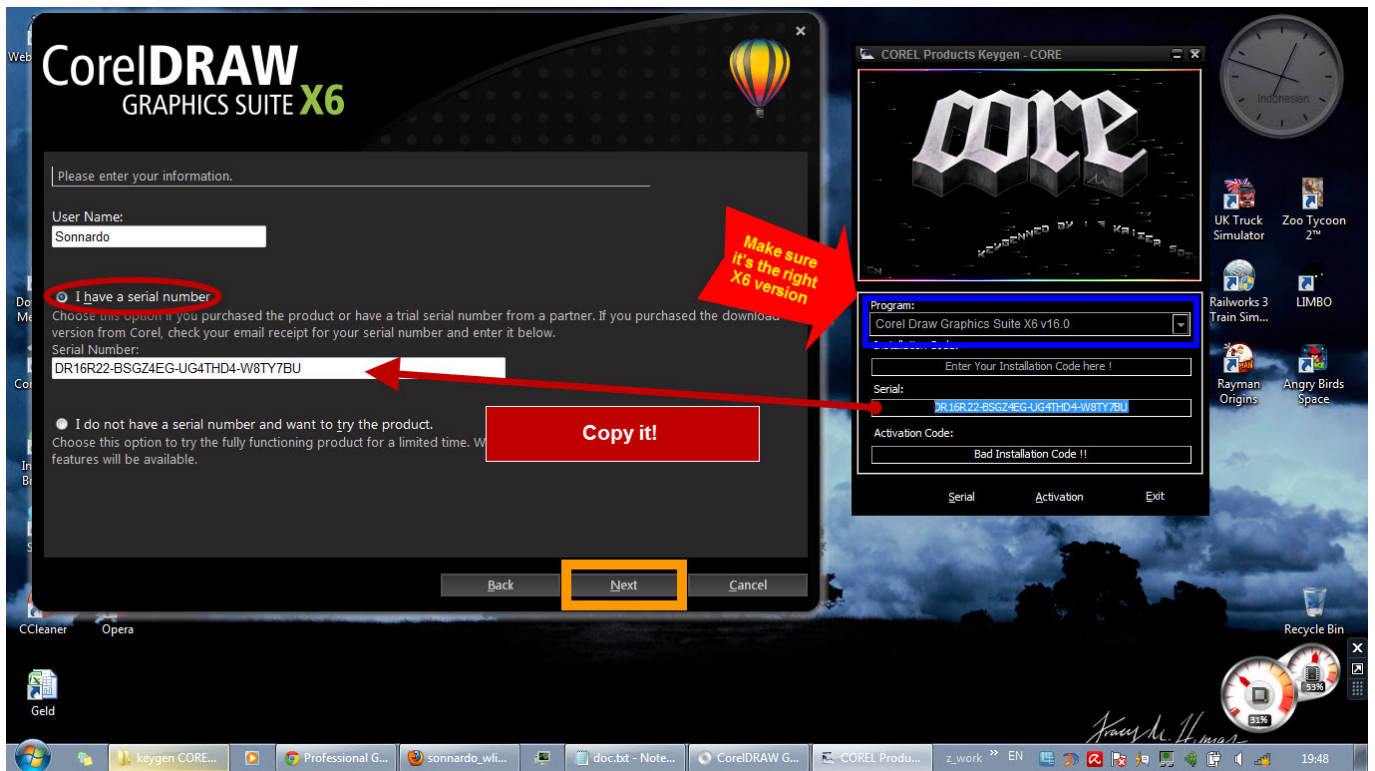 CorelDRAW
GRAPHICS SUITE X6
Please enter your information.
User Name:
Sonnardo
I have a serial number
Choose this option if you purchased the product or have a trial serial number from a partner. If you purchased the download
version from Corel, check your email receipt for your serial number and enter it below.
Serial Number:
DR16R22-BSGZ4EG-UG4THD4-W8TY7BU
I do not have a serial number and want to try the product.
Choose this option to try the fully functioning product for a limited time. W
features will be available.
Copy it!
Back
Next
Cancel
Make sure
it's the right
X6 version
COREL Products Keygen - CORE
core
KEYGENNED BY
Program:
Corel Draw Graphics Suite X6 v16.0
Enter Your Installation Code here !
Serial:
DR16R22-BSGZ4EG-UG4THD4-W8TY7BU
Activation Code:
Bad Installation Code !!
Serial
Activation
Exit
Indonesien
UK Truck
Simulator
Zoo Tycoon
2™
Railworks 3
Train Sim...
LIMBO
Rayman
Origins
Angry Birds
Space
Recycle Bin
Web
Do
Me
Cor
In
Br
S
CCleaner
Opera
Geld
53%
31%
keygen CORE...
Professional G...
sonnardo_wli...
doc.txt - Note...
CorelDRAW G...
COREL Produ...
z_work
EN
19:48